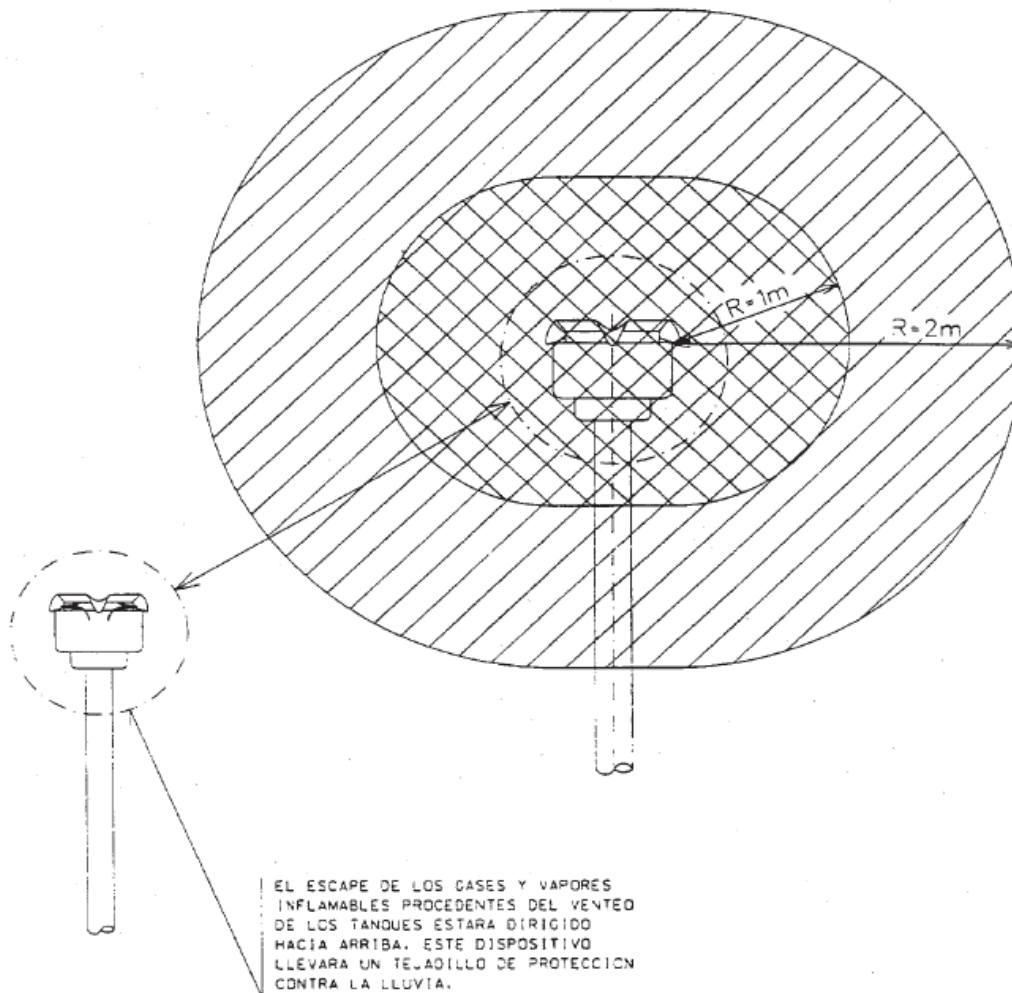 R=1m
R=2m
EL ESCAPE DE LOS GASES Y VAPORES
INFLAMABLES PROCEDENTES DEL VENTEO
DE LOS TANQUES ESTARA DIRIGIDO
HACIA ARRIBA. ESTE DISPOSITIVO
LLEVARA UN TEJADILLO DE PROTECCION
CONTRA LA LLUVIA.